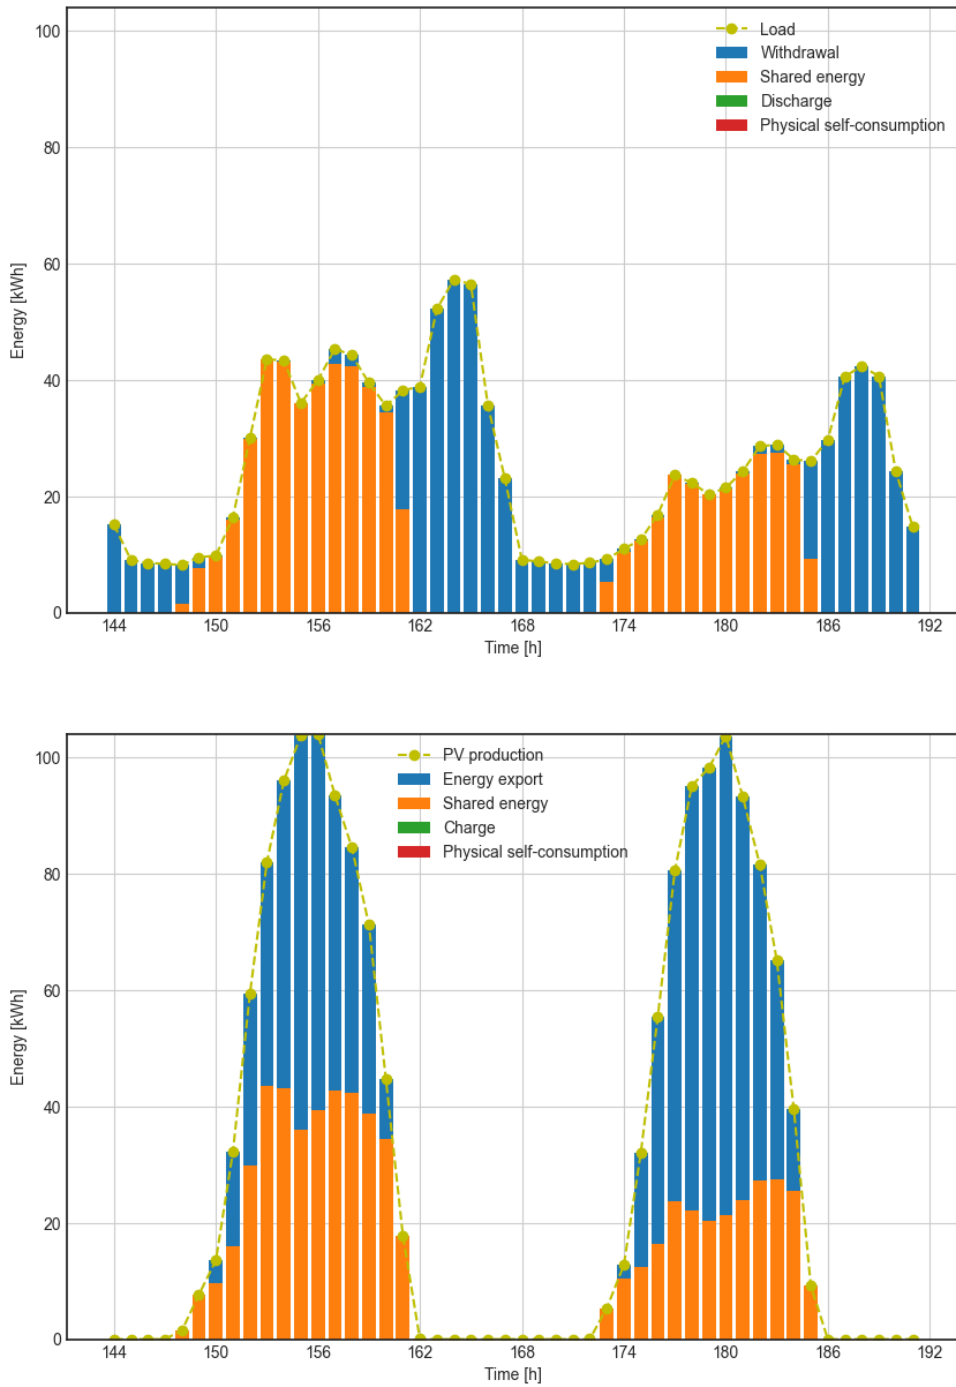 100
80
60
40
20
0
Energy [kWh]
Load
Withdrawal
Shared energy
Discharge
Physical self-consumption
144 150 156 162 168 174 180 186 192
Time [h]
100
80
60
40
20
0
Energy [kWh]
PV production
Energy export
Shared energy
Charge
Physical self-consumption
144 150 156 162 168 174 180 186 192
Time [h]